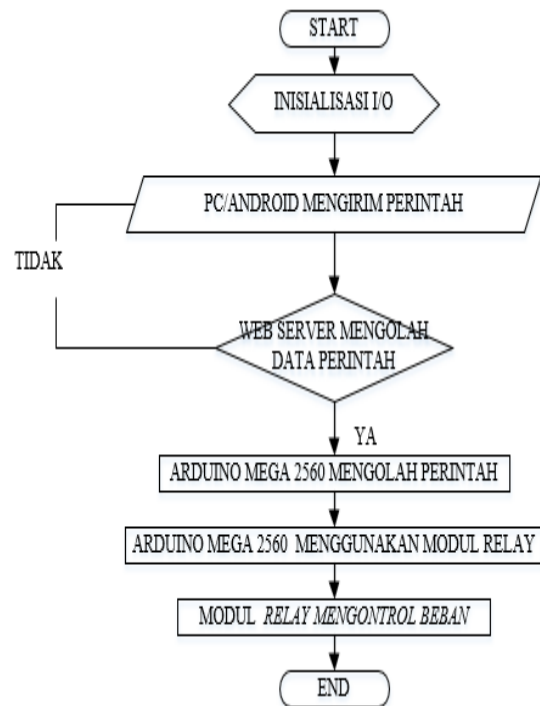 START
INISIALISASI I/O
PC/ANDROID MENGIRIM PERINTAH
TIDAK
WEB SERVER MENGOLAH
DATA PERINTAH
YA
ARDUINO MEGA 2560 MENGOLAH PERINTAH
ARDUINO MEGA 2560 MENGGUNAKAN MODUL RELAY
MODUL RELAY MENGONTROL BEBAN
END